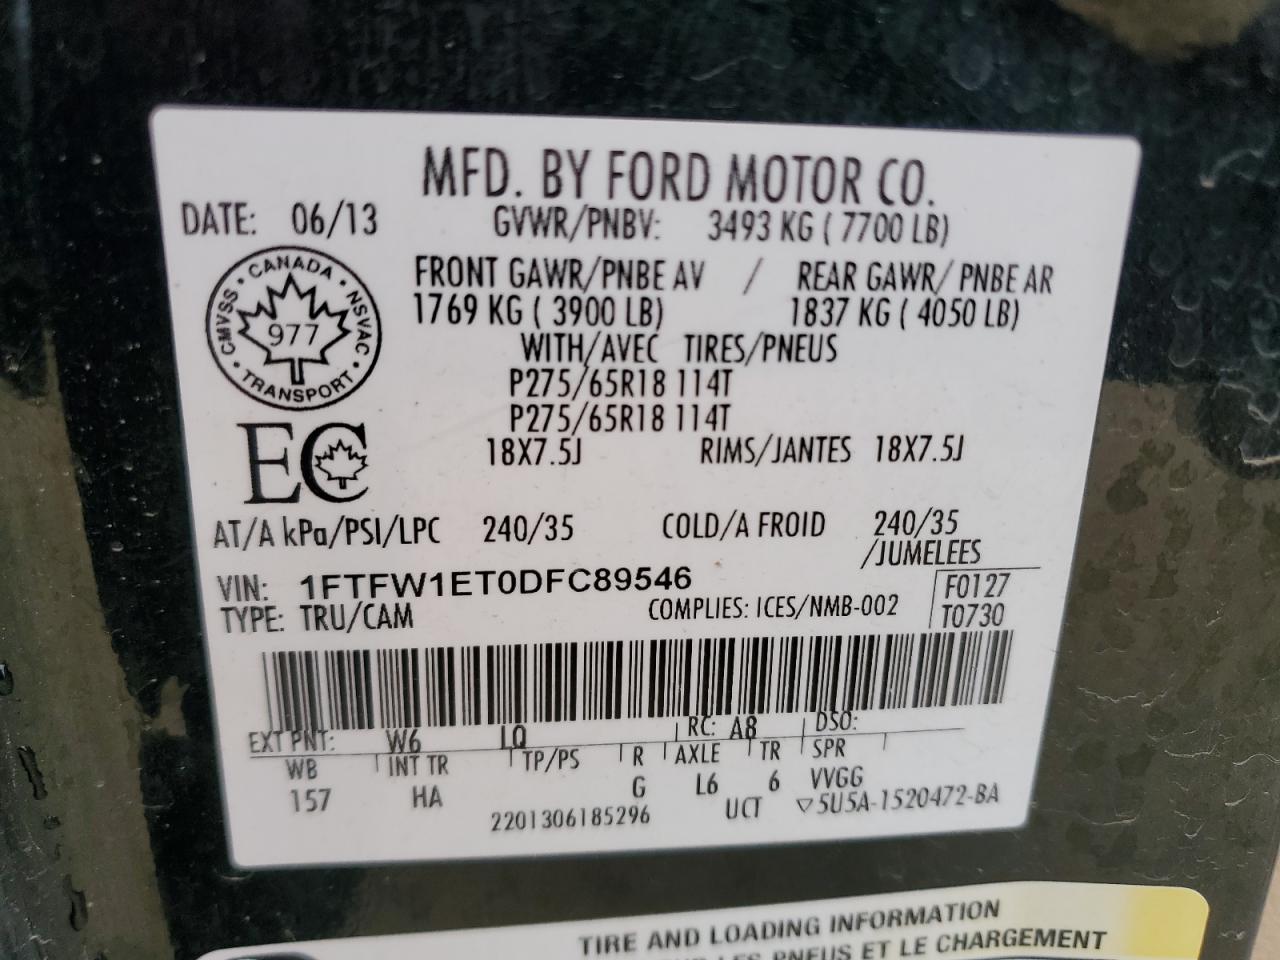 MFD. BY FORD MOTOR CO.
DATE: 06/13 GVWR/PNBV: 3493 KG ( 7700 LB)
FRONT GAWR/PNBE AV / REAR GAWR/ PNBE AR
1769 KG ( 3900 LB) 1837 KG ( 4050 LB)
CANADA
CMVSS 977 NSVAC
TRANSPORT
WITH/AVEC TIRES/PNEUS
P275/65R18 114T
P275/65R18 114T
EC
18X7.5J RIMS/JANTES 18X7.5J
AT/A kPa/PSI/LPC 240/35 COLD/A FROID 240/35
/JUMELEES
VIN: 1FTFW1ET0DFC89546 F0127
TYPE: TRU/CAM COMPLIES: ICES/NMB-002 T0730
EXT PNT: W6 LQ RC: A8 DSO:
WB INT TR TP/PS R AXLE TR SPR
157 HA G L6 6 VVGG
2201306185296 UCT ▽5U5A-1520472-BA
TIRE AND LOADING INFORMATION
LES PNEUS ET LE CHARGEMENT